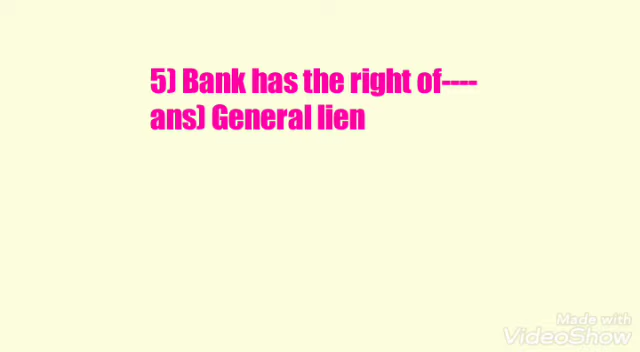 5) Bank has the right of----
ans) General lien
Made with
VideoShow